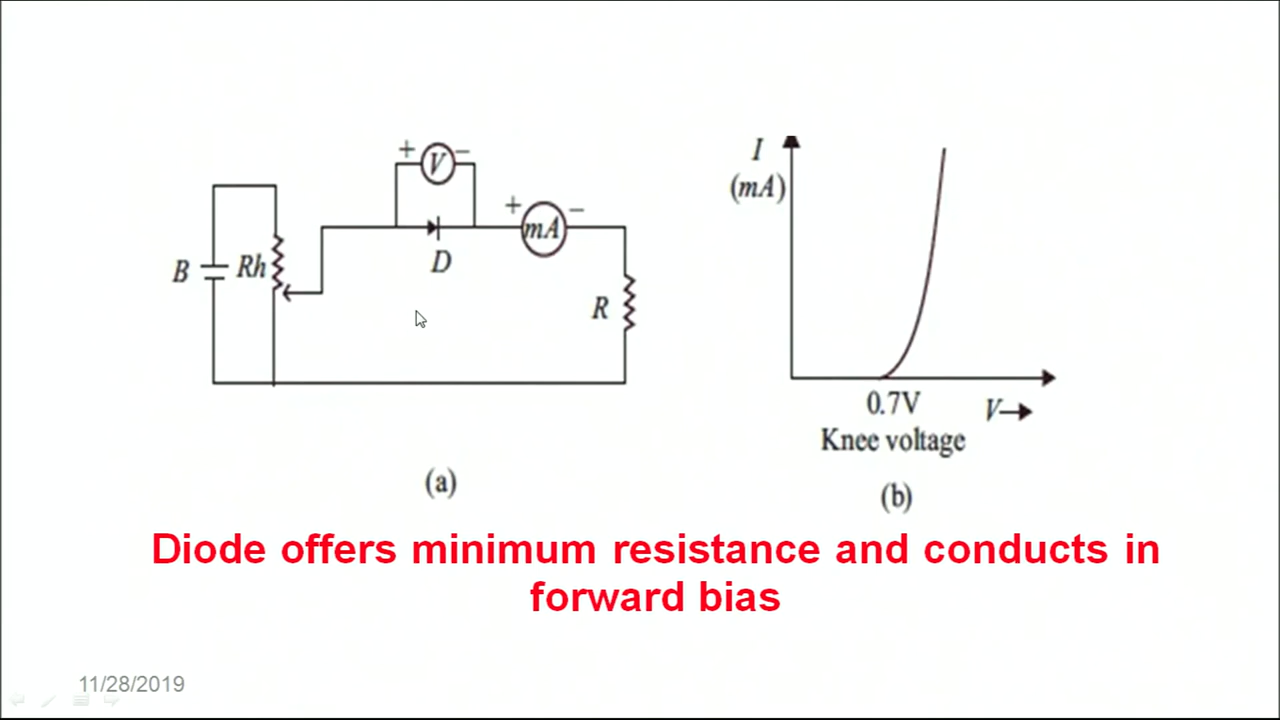 + V −
+ mA −
B
Rh
D
R
(a)
I
(mA)
0.7V
V
Knee voltage
(b)
Diode offers minimum resistance and conducts in
forward bias
11/28/2019